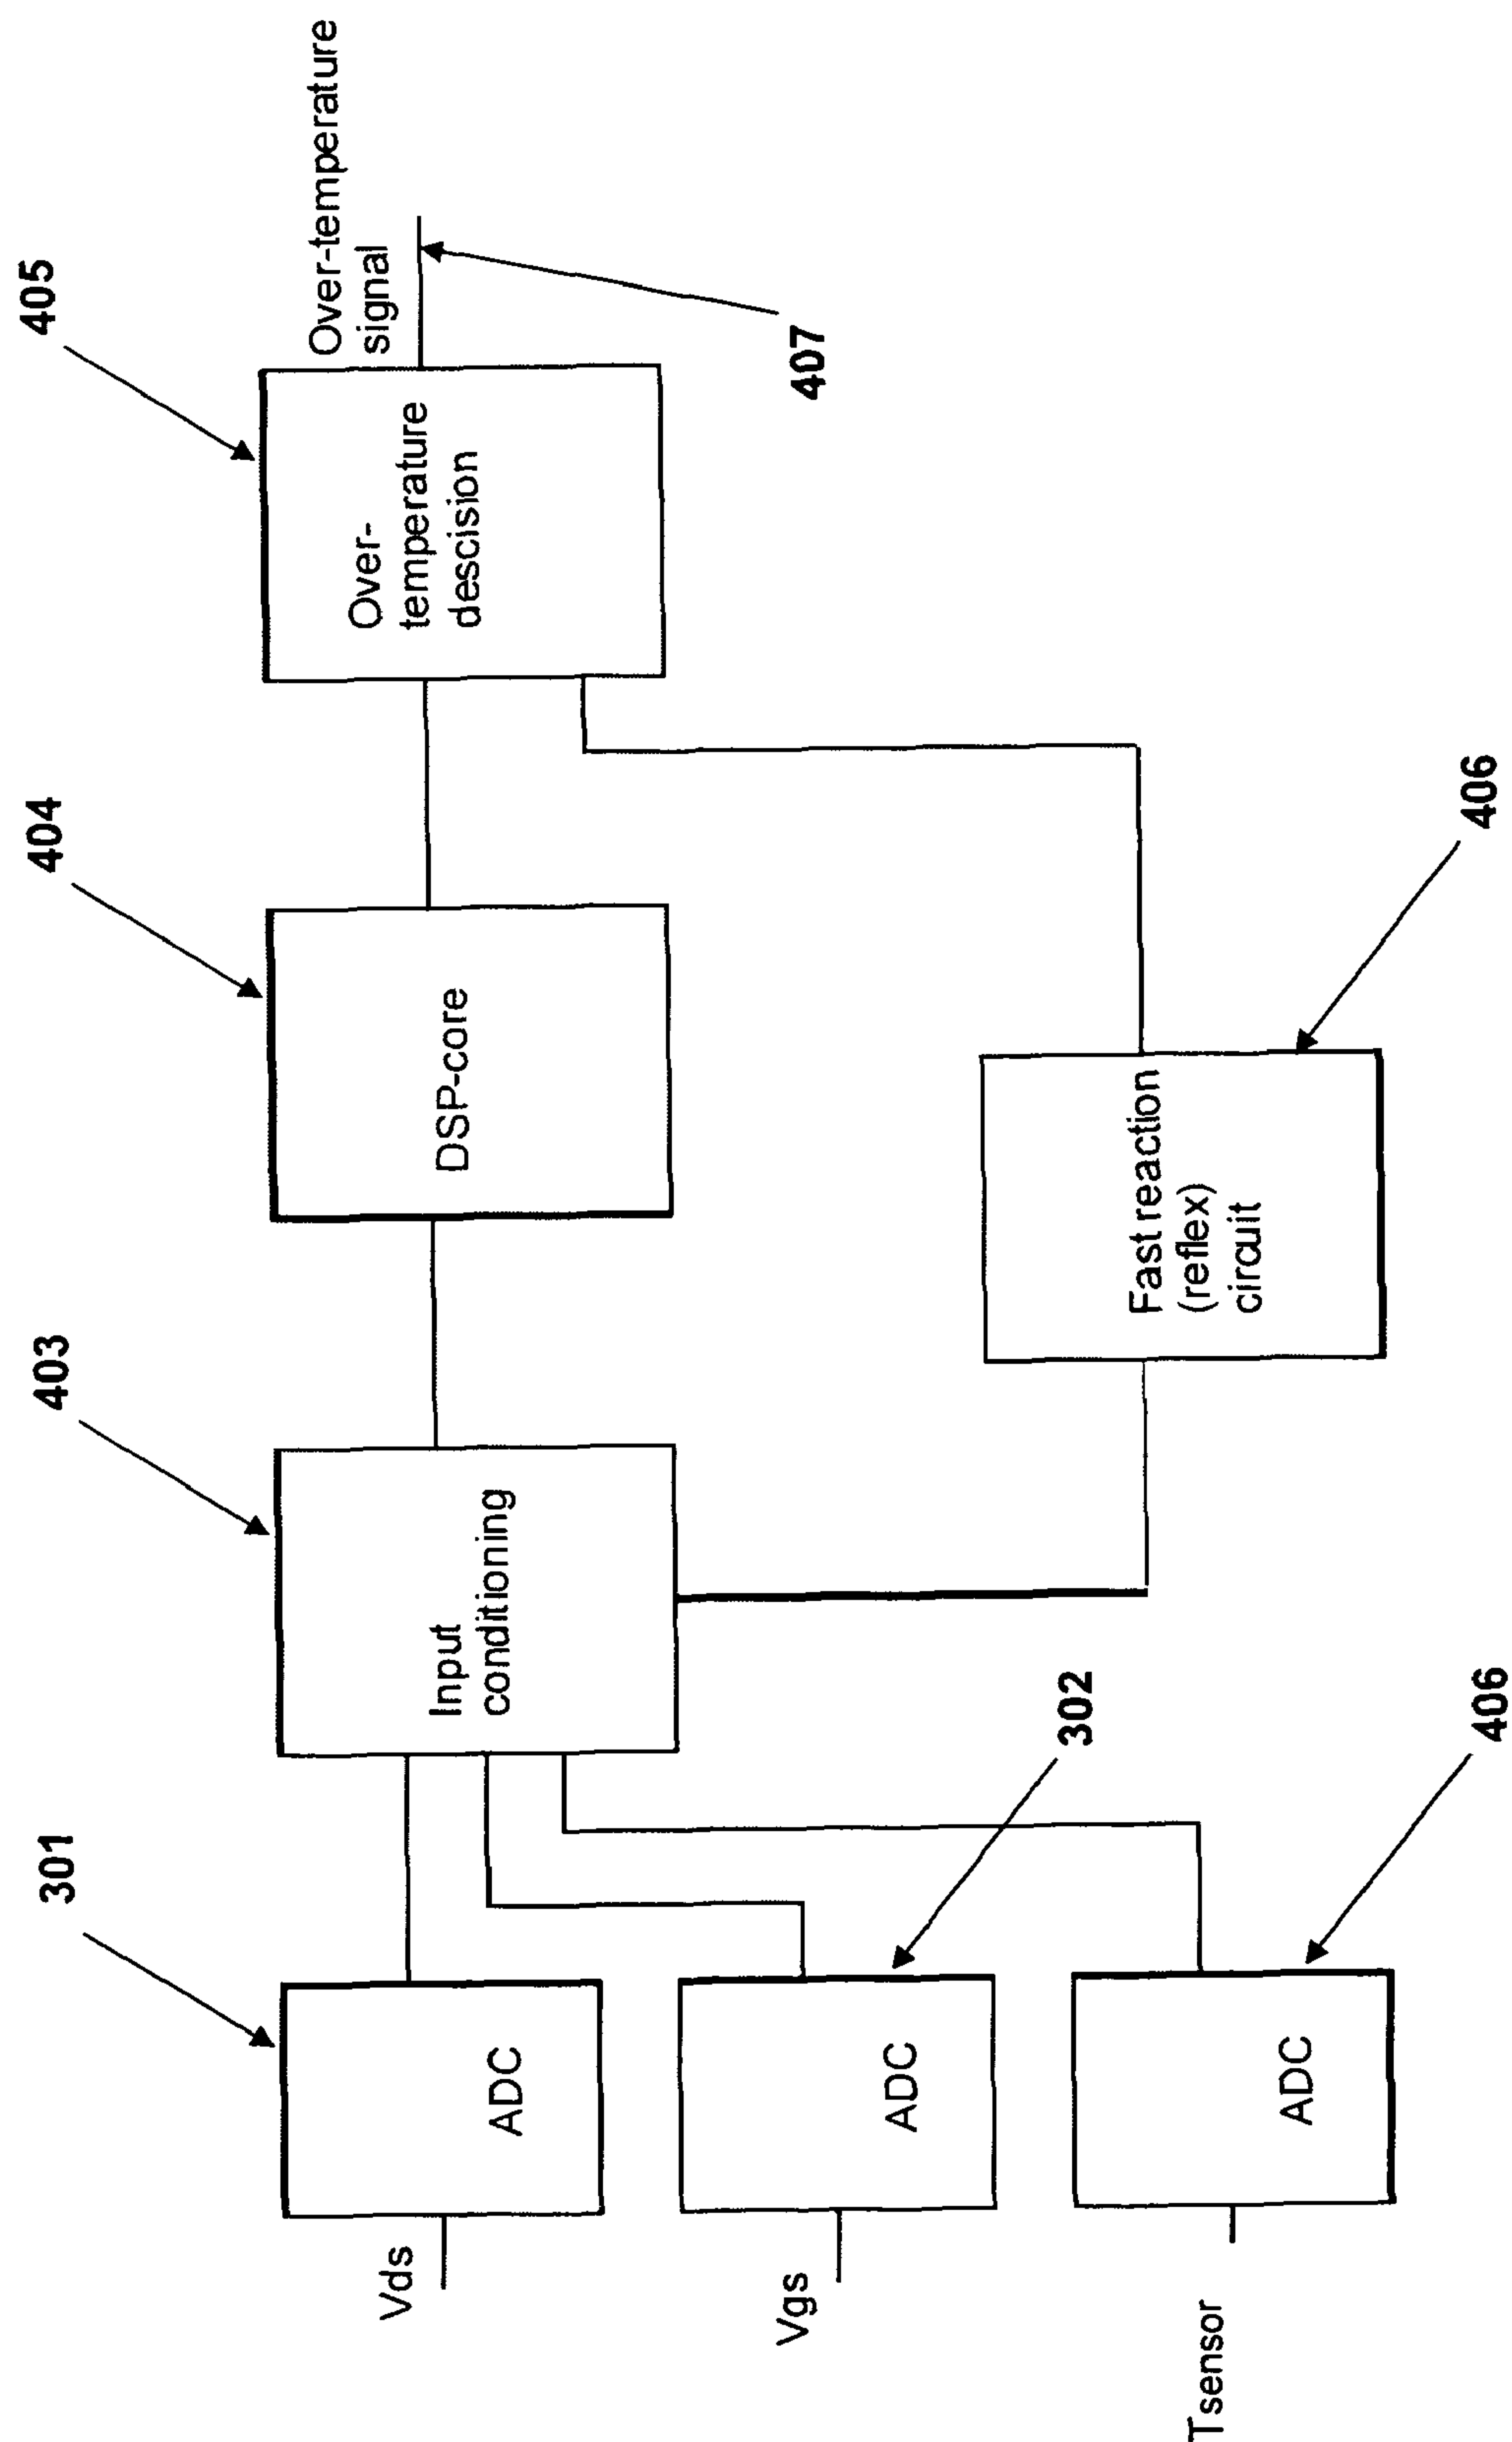 301
403
404
405
Vds
ADC
Input
conditioning
DSP-core
Over-
temperature
descision
Over-temperature
signal
407
Vgs
ADC
302
Fast reaction
(reflex)
circuit
406
Tsensor
ADC
406